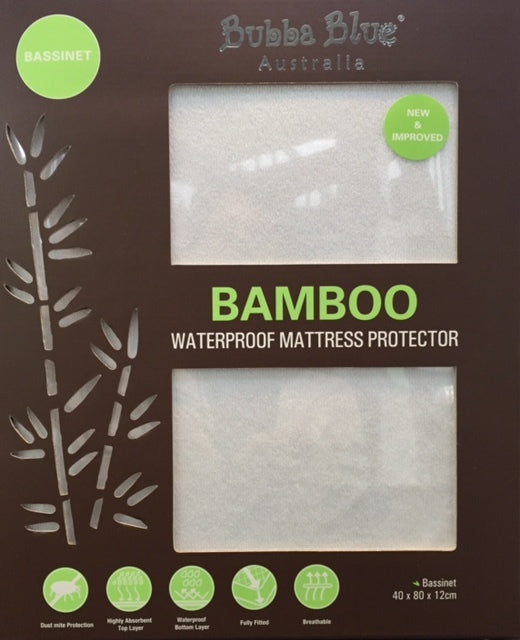 BASSINET
Bubba Blue®
Australia
NEW
&
IMPROVED
BAMBOO
WATERPROOF MATTRESS PROTECTOR
Dust mite Protection
Highly Absorbent
Top Layer
Waterproof
Bottom Layer
Fully Fitted
Breathable
Bassinet
40 x 80 x 12cm